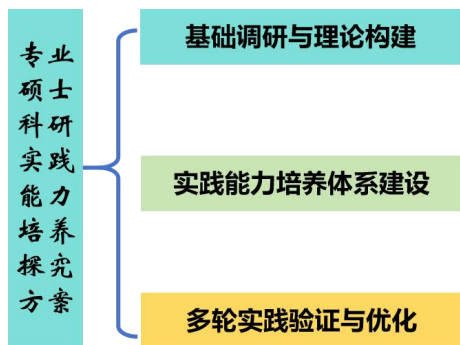 专业
硕士
科研
实践
能力
培养
探究
方案
基础调研与理论构建
实践能力培养体系建设
多轮实践验证与优化